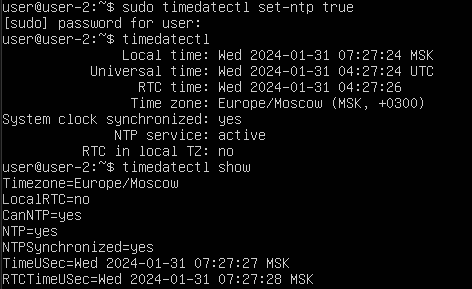 user@user-2:~$ sudo timedatectl set-ntp true
[sudo] password for user:
user@user-2:~$ timedatectl
Local time: Wed 2024-01-31 07:27:24 MSK
Universal time: Wed 2024-01-31 04:27:24 UTC
RTC time: Wed 2024-01-31 04:27:26
Time zone: Europe/Moscow (MSK, +0300)
System clock synchronized: yes
NTP service: active
RTC in local TZ: no
user@user-2:~$ timedatectl show
Timezone=Europe/Moscow
LocalRTC=no
CanNTP=yes
NTP=yes
NTPSynchronized=yes
TimeUSec=Wed 2024-01-31 07:27:27 MSK
RTCTimeUSec=Wed 2024-01-31 07:27:28 MSK